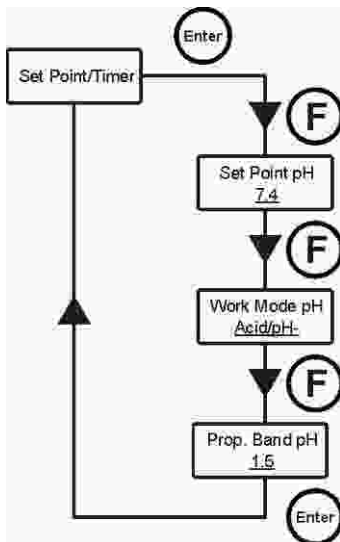 Enter
Set Point/Timer
F
Set Point pH
7.4
F
Work Mode pH
Acid/pH-
F
Prop. Band pH
1.5
Enter